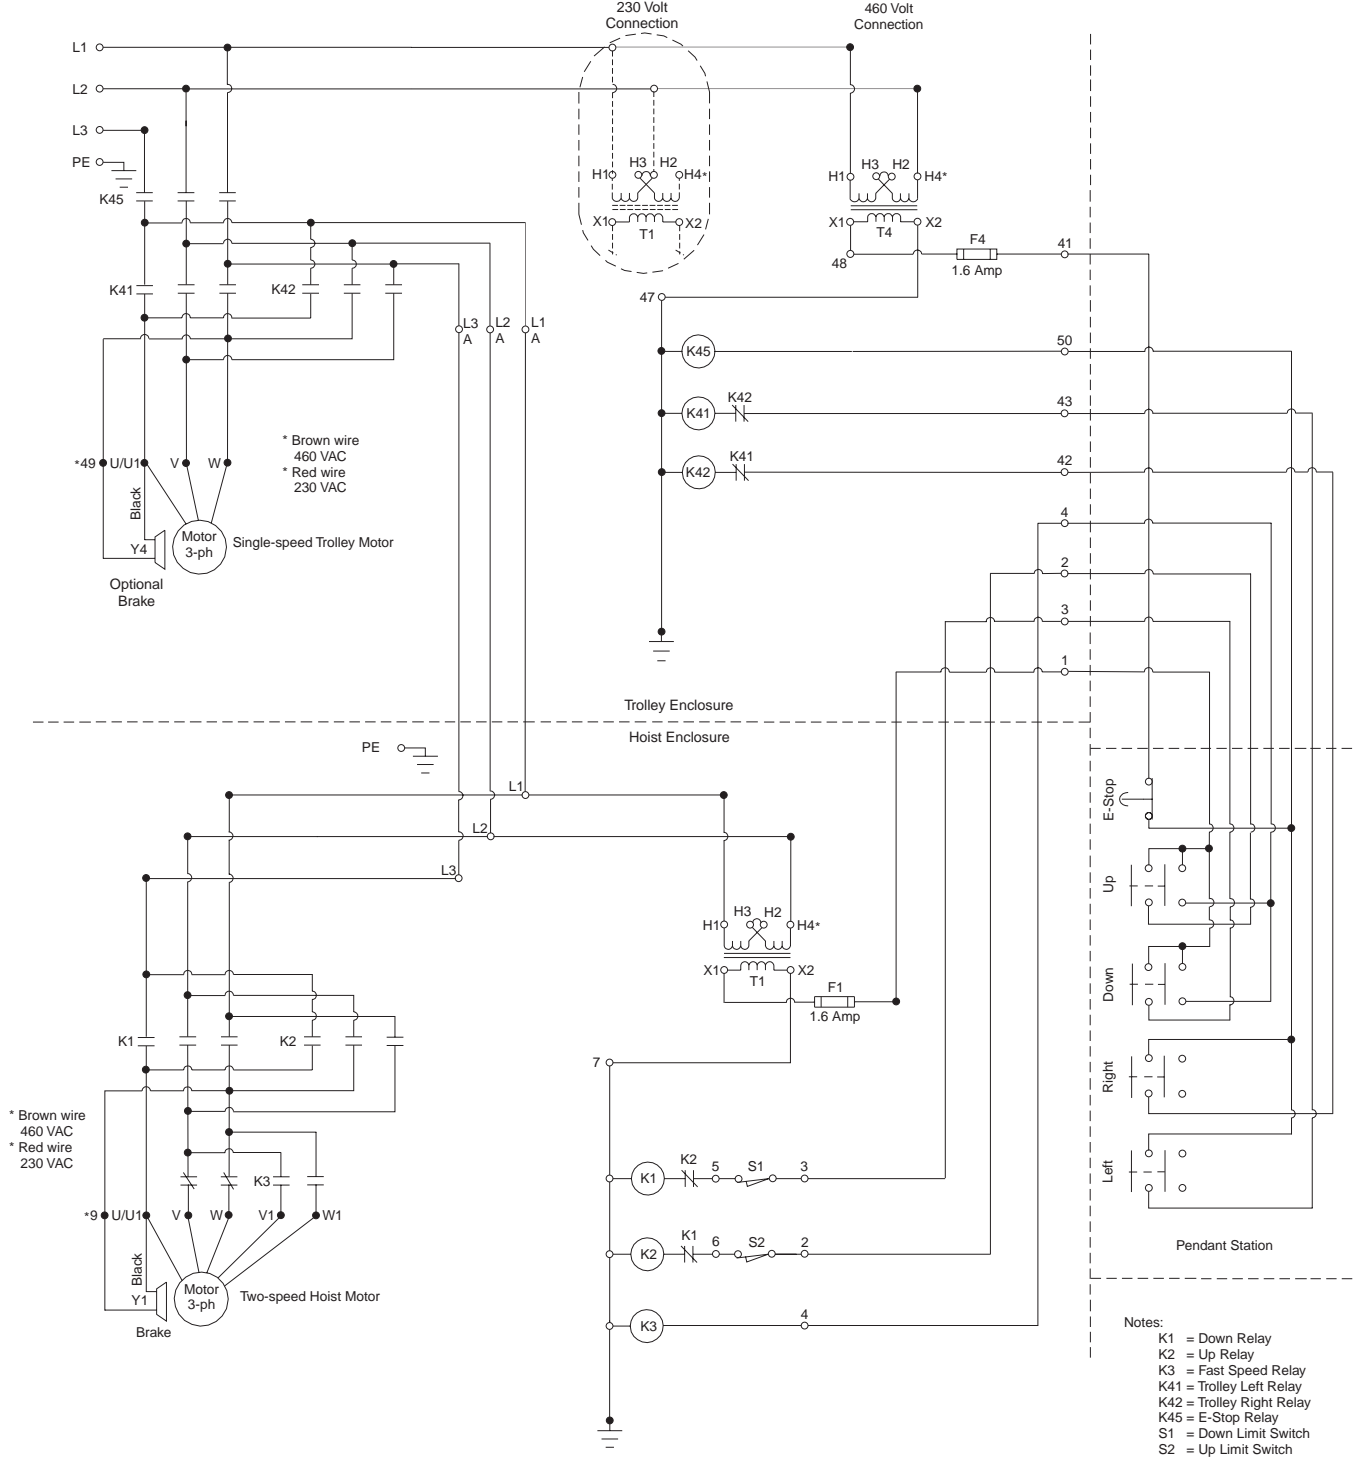 230 Volt
Connection
460 Volt
Connection
L1
L2
L3
PE
H1
H3
H2
H4*
X1
T1
X2
H1
H3
H2
H4*
X1
T4
X2
K45
48
F4
1.6 Amp
41
K41
K42
47
L3
A
L2
A
L1
A
K45
50
K41
K42
43
K42
K41
42
* Brown wire
460 VAC
* Red wire
230 VAC
*49
U/U1
V
W
Black
Y4
Motor
3-ph
Single-speed Trolley Motor
Optional
Brake
4
2
3
1
Trolley Enclosure
Hoist Enclosure
PE
L1
L2
L3
E-Stop
Up
Down
Right
Left
Pendant Station
H1
H3
H2
H4*
X1
T1
X2
F1
1.6 Amp
K1
K2
7
* Brown wire
460 VAC
* Red wire
230 VAC
K3
*9
U/U1
V
W
V1
W1
Black
Y1
Motor
3-ph
Two-speed Hoist Motor
Brake
K1
K2
5
S1
3
K2
K1
6
S2
2
K3
4
Notes:
K1 = Down Relay
K2 = Up Relay
K3 = Fast Speed Relay
K41 = Trolley Left Relay
K42 = Trolley Right Relay
K45 = E-Stop Relay
S1 = Down Limit Switch
S2 = Up Limit Switch